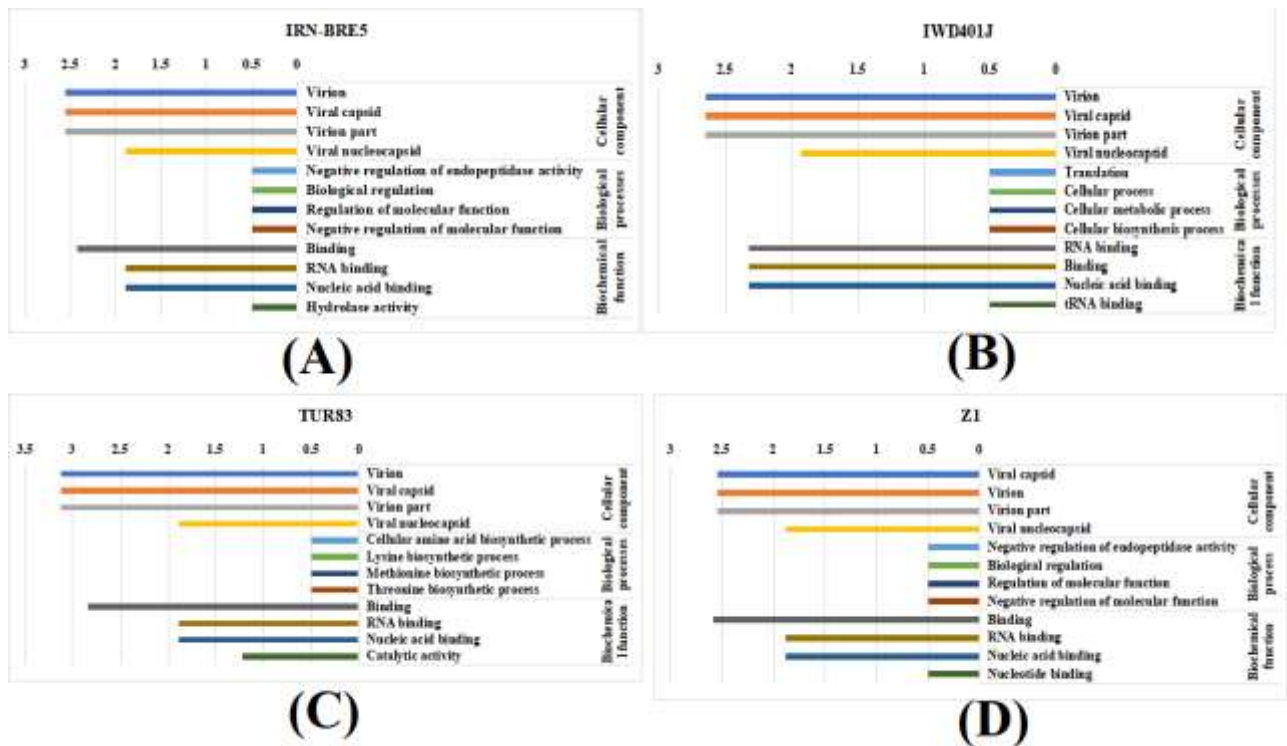 IRN-BRE5
3 2.5 2 1.5 1 0.5 0
Virion
Viral capsid
Virion part
Viral nucleocapsid
Cellular component
Negative regulation of endopeptidase activity
Biological regulation
Regulation of molecular function
Negative regulation of molecular function
Biological processes
Binding
RNA binding
Nucleic acid binding
Hydrolase activity
Biochemical function
(A)
IWD401J
3 2.5 2 1.5 1 0.5 0
Virion
Viral capsid
Virion part
Viral nucleocaptid
Cellular component
Translation
Cellular process
Cellular metabolic process
Cellular biosynthesis process
Biological processes
RNA binding
Binding
Nucleic acid binding
tRNA binding
Biochemica
l function
(B)
TUR83
3.5 3 2.5 2 1.5 1 0.5 0
Virion
Viral capsid
Virion part
Viral nucleocapsid
Cellular component
Cellular amino acid biosynthetic process
Lysine biosynthetic process
Methionine biosynthetic process
Threonine biosynthetic process
Biological processes
Binding
RNA binding
Nucleic acid binding
Catalytic activity
Biochemica
l function
(C)
Z1
3 2.5 2 1.5 1 0.5 0
Viral captid
Virion
Virion part
Viral nucleocapsid
Cellular component
Negative regulation of endopeptidase activity
Biological regulation
Regulation of molecular function
Negative regulation of molecular function
Biological process
Binding
RNA binding
Nucleic acid binding
Nucleotide binding
Biochemical function
(D)